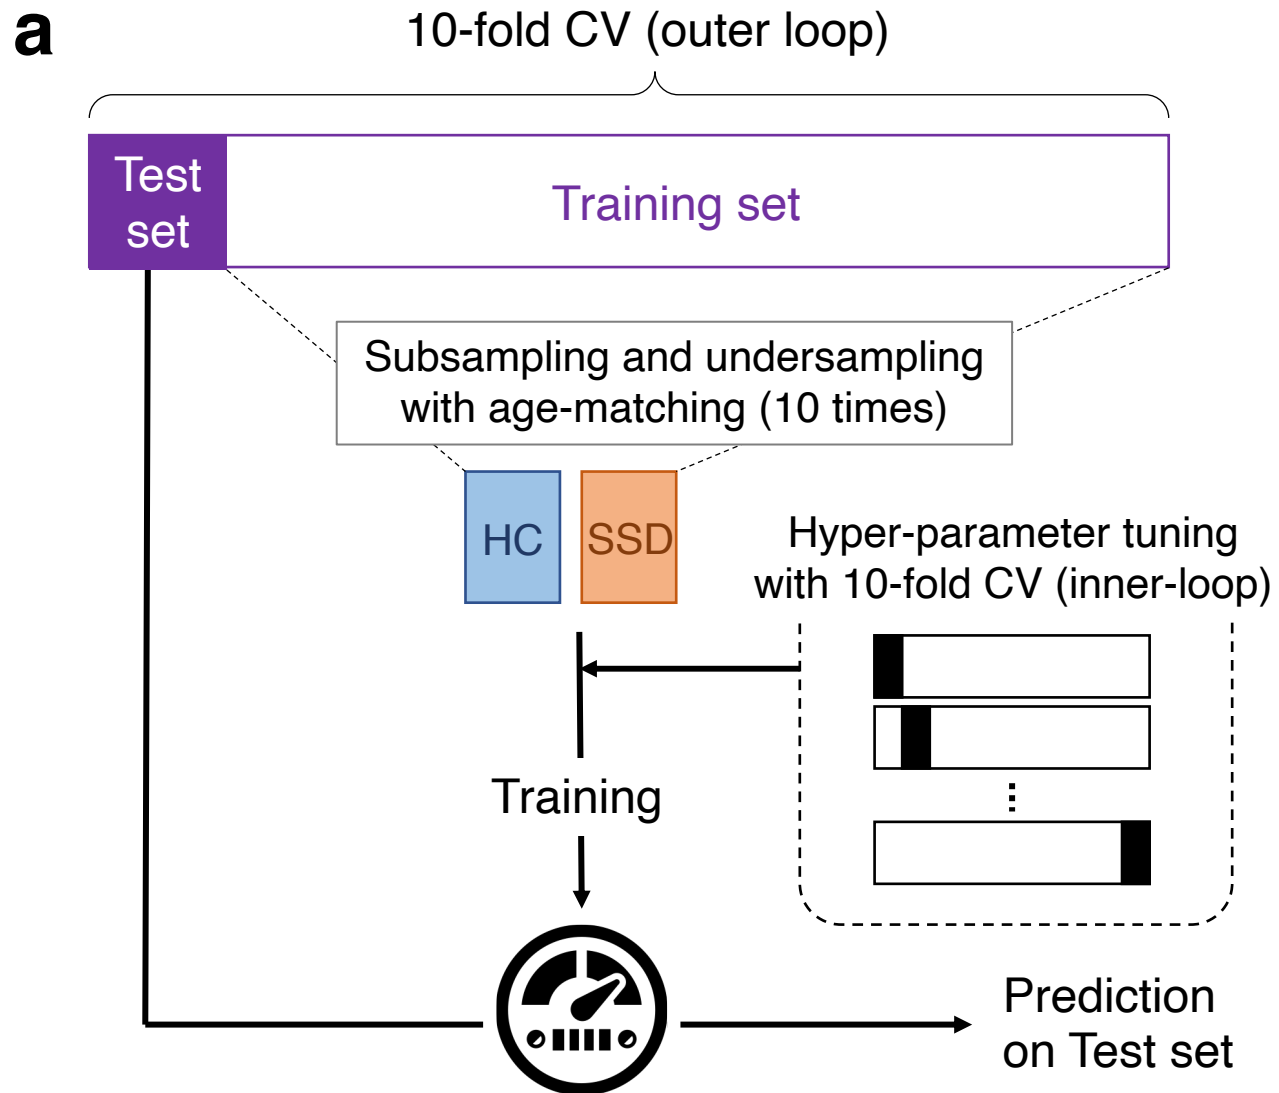 a
10-fold CV (outer loop)
Test
set
Training set
Subsampling and undersampling
with age-matching (10 times)
HC
SSD
Hyper-parameter tuning
with 10-fold CV (inner-loop)
Training
Prediction
on Test set